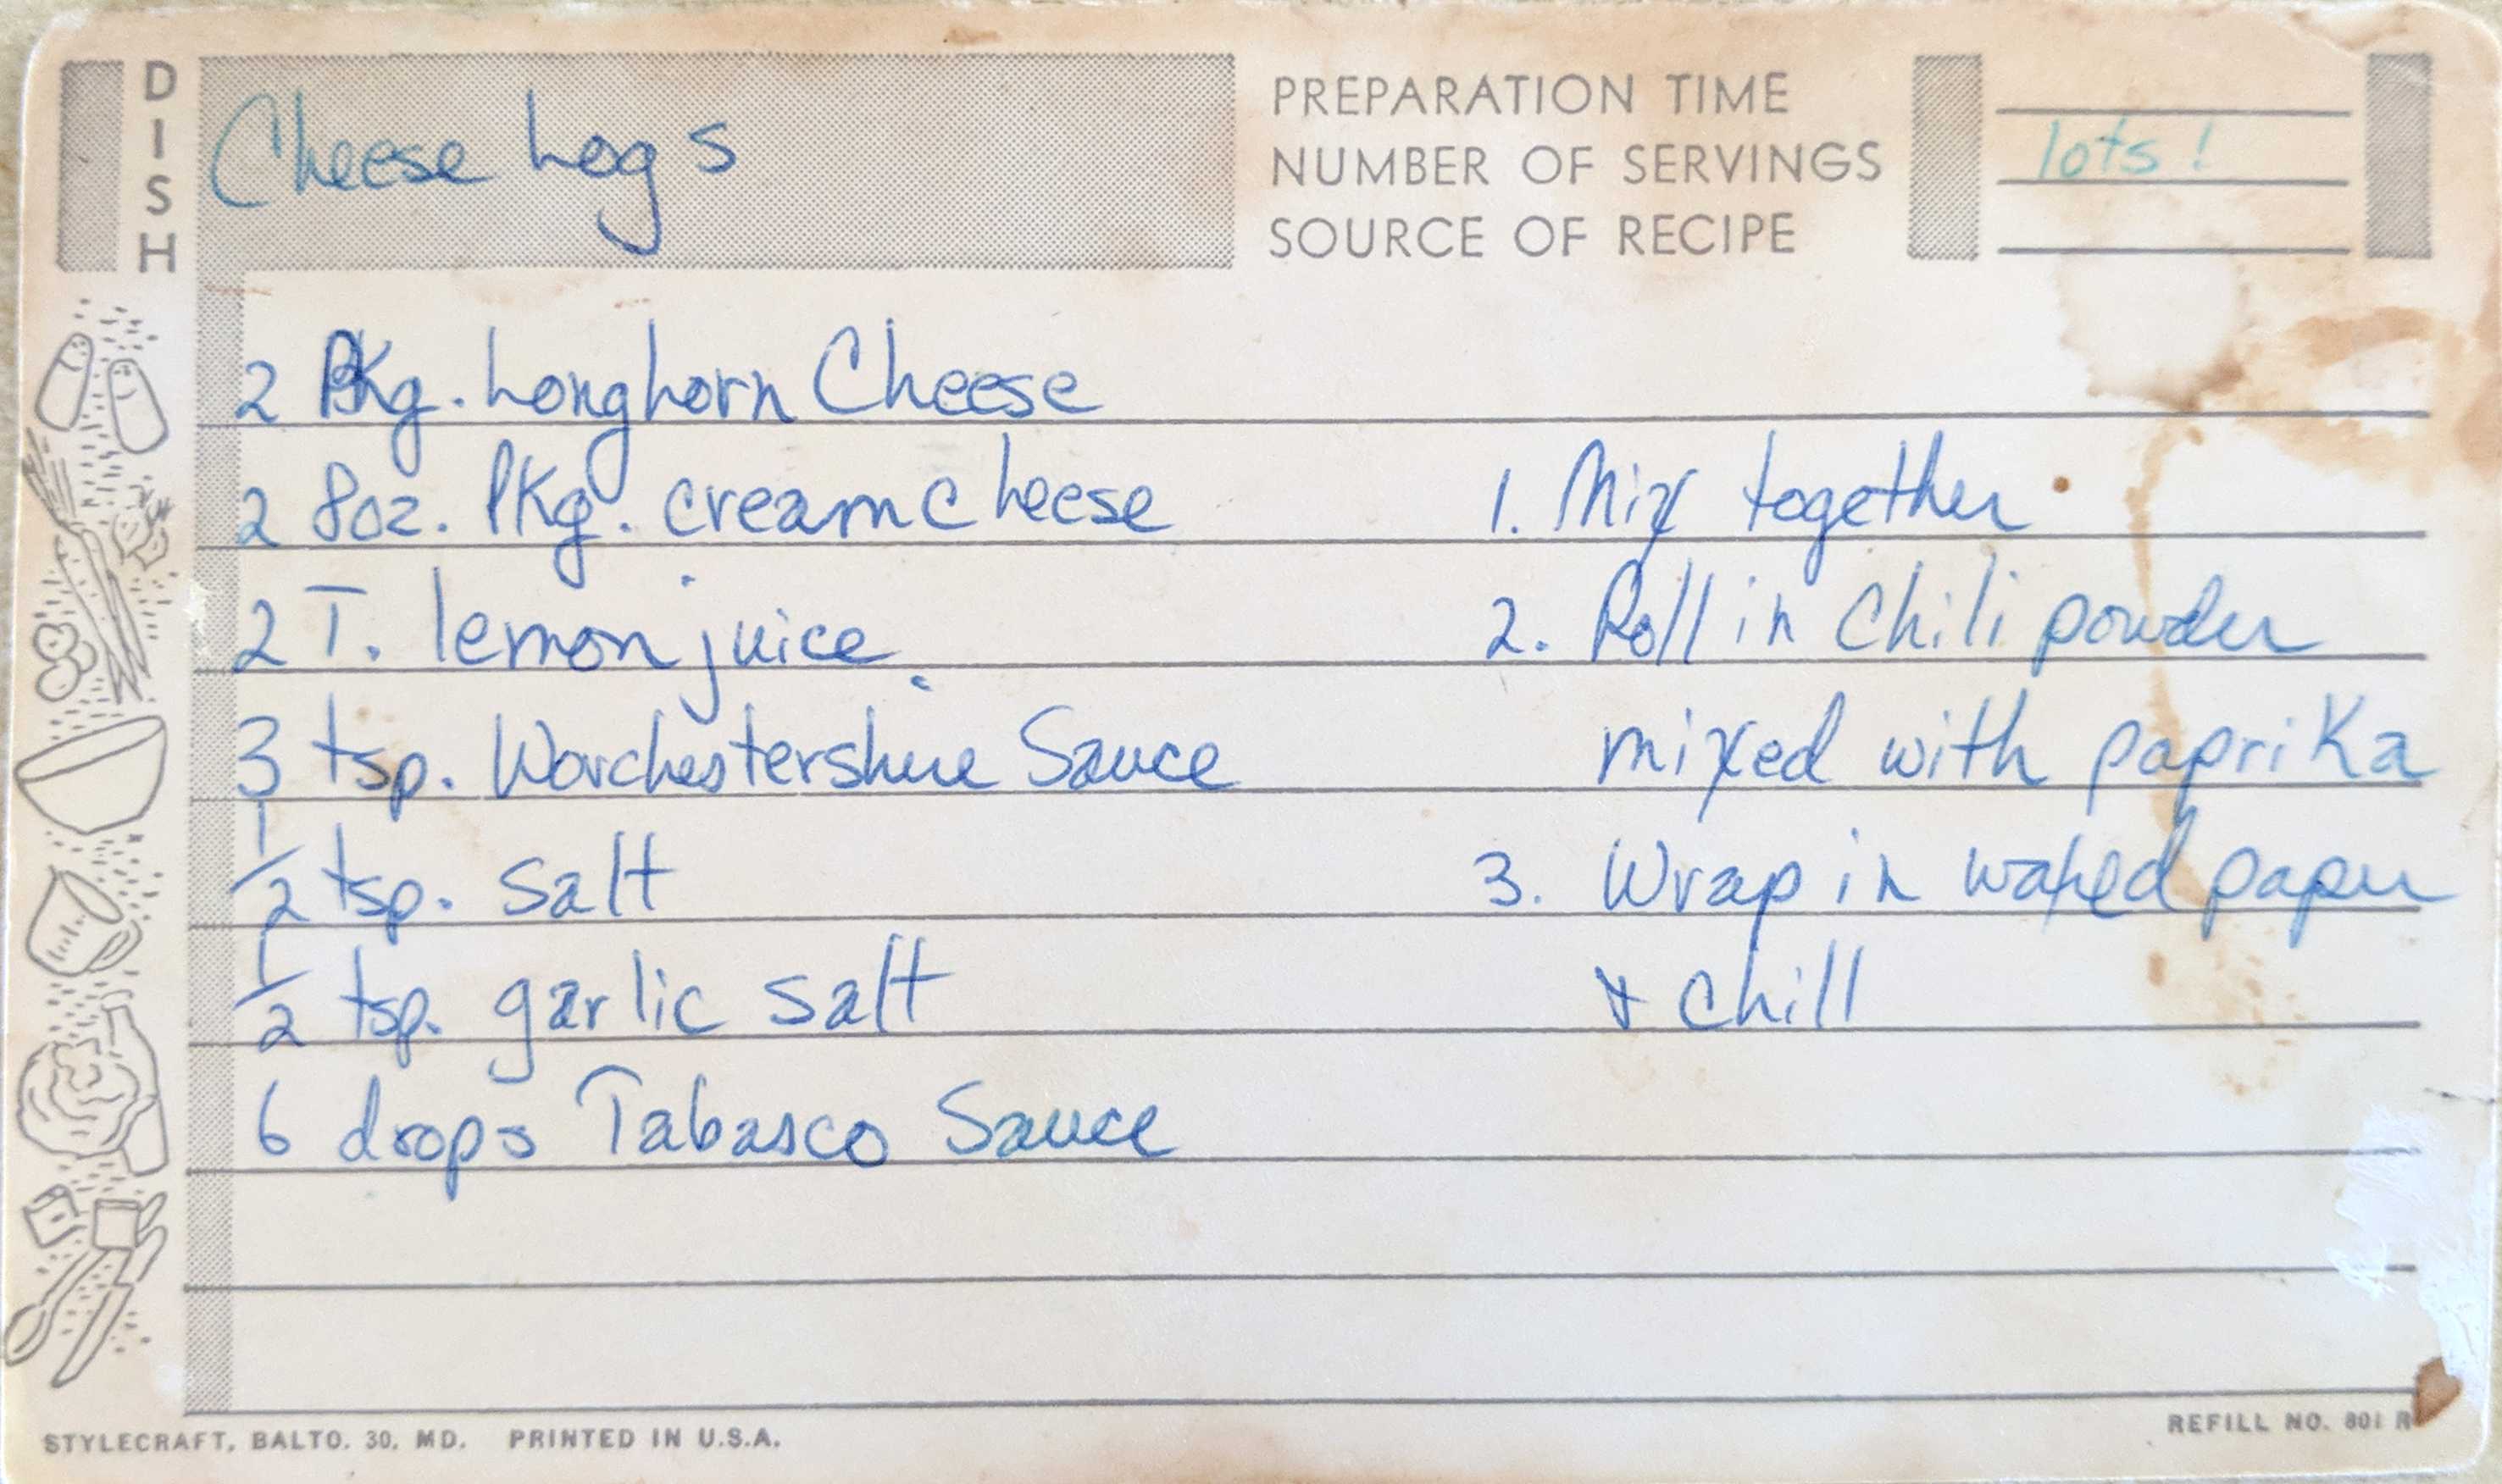 DISH
Cheese Logs
PREPARATION TIME
NUMBER OF SERVINGS lots!
SOURCE OF RECIPE
2 Pkg. Longhorn Cheese
2 8oz. Pkg. cream cheese
2 T. lemon juice
3 tsp. Worchestershire Sauce
1/2 tsp. salt
1/2 tsp. garlic salt
6 drops Tabasco Sauce
1. Mix together
2. Roll in Chili powder
mixed with paprika
3. Wrap in waxed paper
& chill
STYLECRAFT, BALTO. 30, MD. PRINTED IN U.S.A.
REFILL NO. 801 R